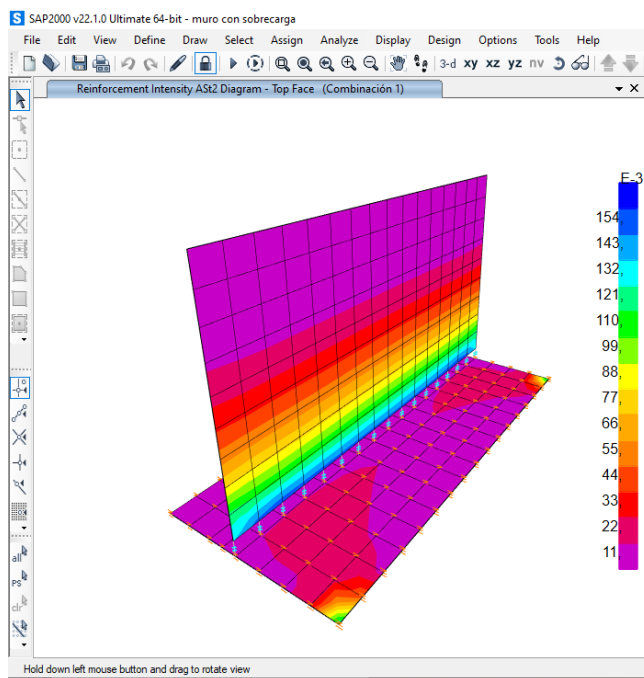 SAP2000 v22.1.0 Ultimate 64-bit - muro con sobrecarga
File Edit View Define Draw Select Assign Analyze Display Design Options Tools Help
3-d xy xz yz nv
Reinforcement Intensity ASt2 Diagram - Top Face (Combinación 1)
E-3
154,
143,
132,
121,
110,
99,
88,
77,
66,
55,
44,
33,
22,
11,
all
PS
clr
Hold down left mouse button and drag to rotate view